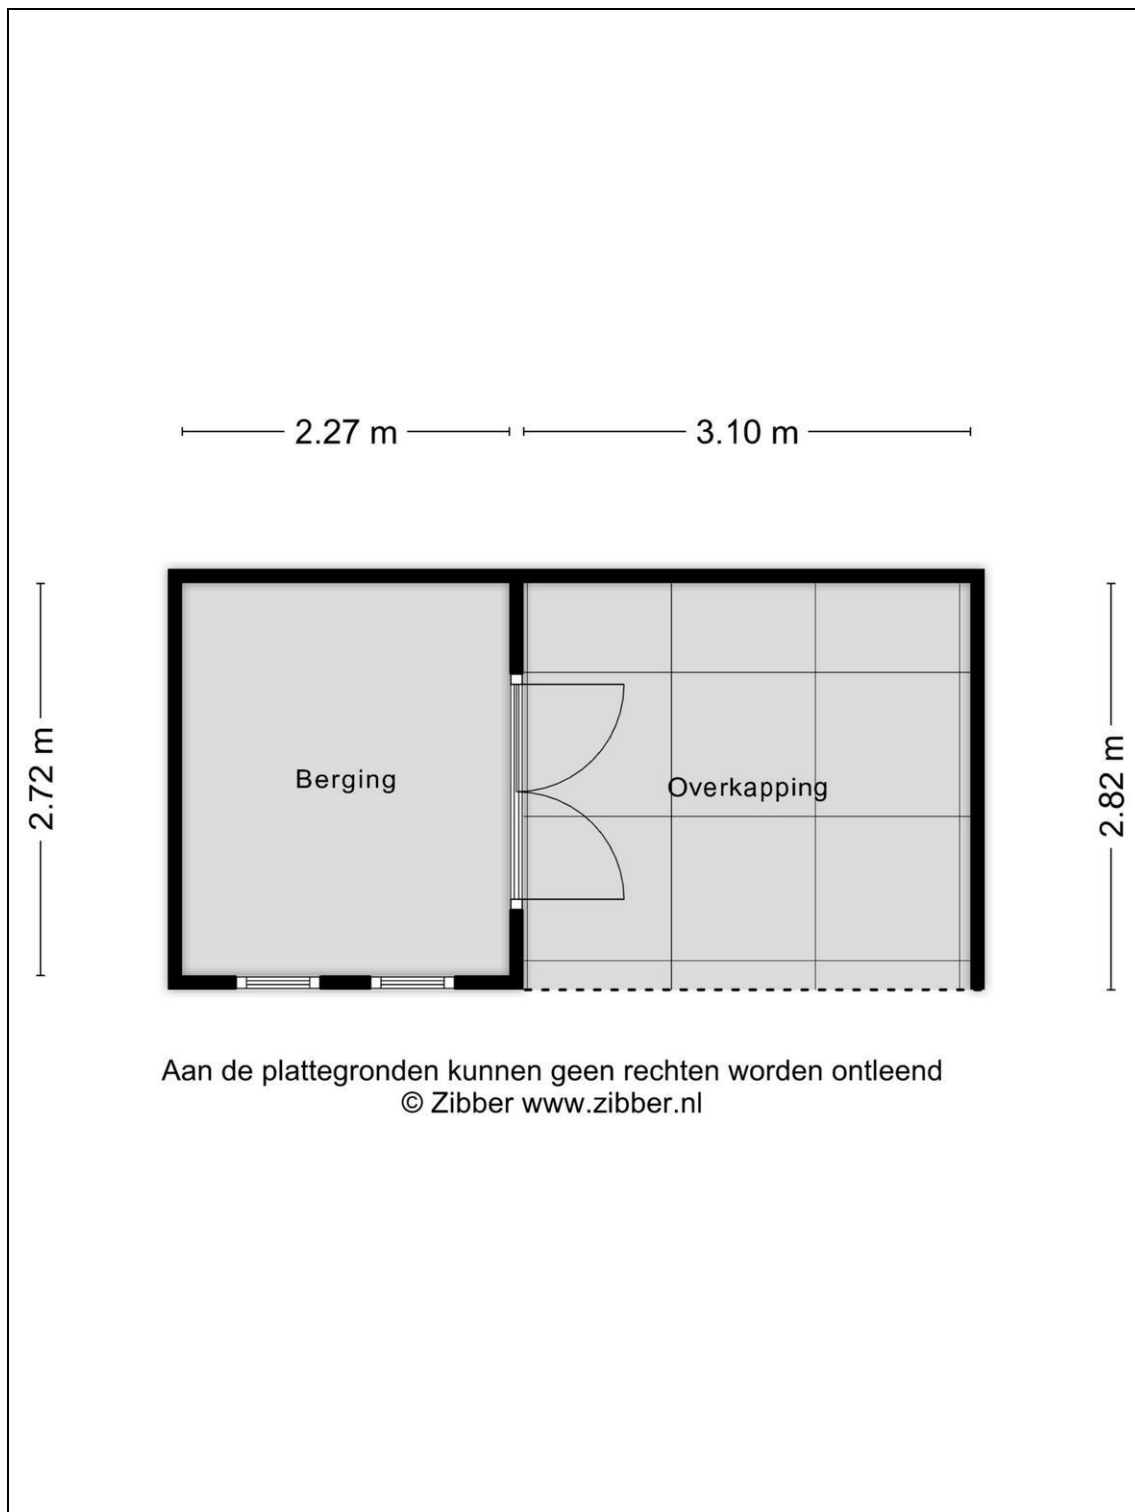 2.27 m
3.10 m
2.72 m
2.82 m
Berging
Overkapping
Aan de plattegronden kunnen geen rechten worden ontleend
© Zibber www.zibber.nl